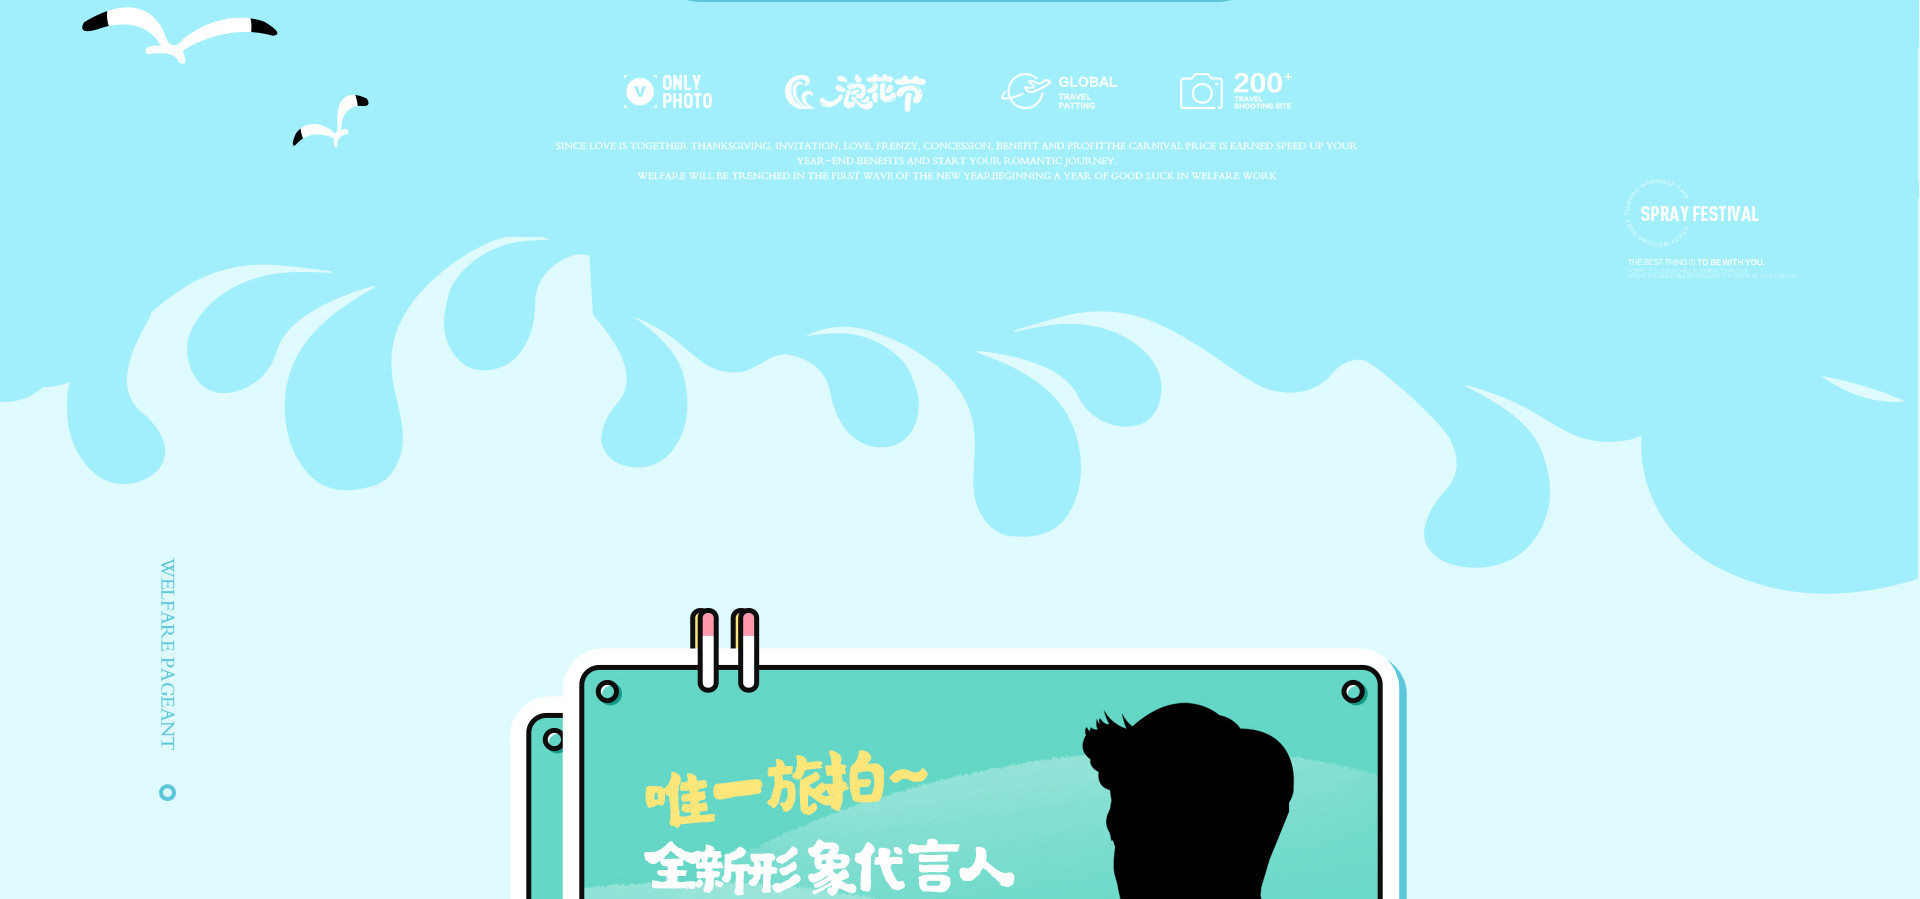 V
ONLY
PHOTO
浪花节
GLOBAL
TRAVEL
PATTING
200+
TRAVEL
SHOOTING SITE
SINCE LOVE IS TOGETHER THANKSGIVING, INVITATION, LOVE, FRENZY, CONCESSION, BENEFIT AND PROFITTHE CARNIVAL PRICE IS EARNED SPEED UP YOUR
YEAR-END BENEFITS AND START YOUR ROMANTIC JOURNEY.
WELFARE WILL BE TRENCHED IN THE FIRST WAVE OF THE NEW YEARBEGINNING A YEAR OF GOOD LUCK IN WELFARE WORK
SPRAY FESTIVAL
THE BEST THING IS TO BE WITH YOU.
WELFARE PAGEANT
唯一旅拍~
全新形象代言人